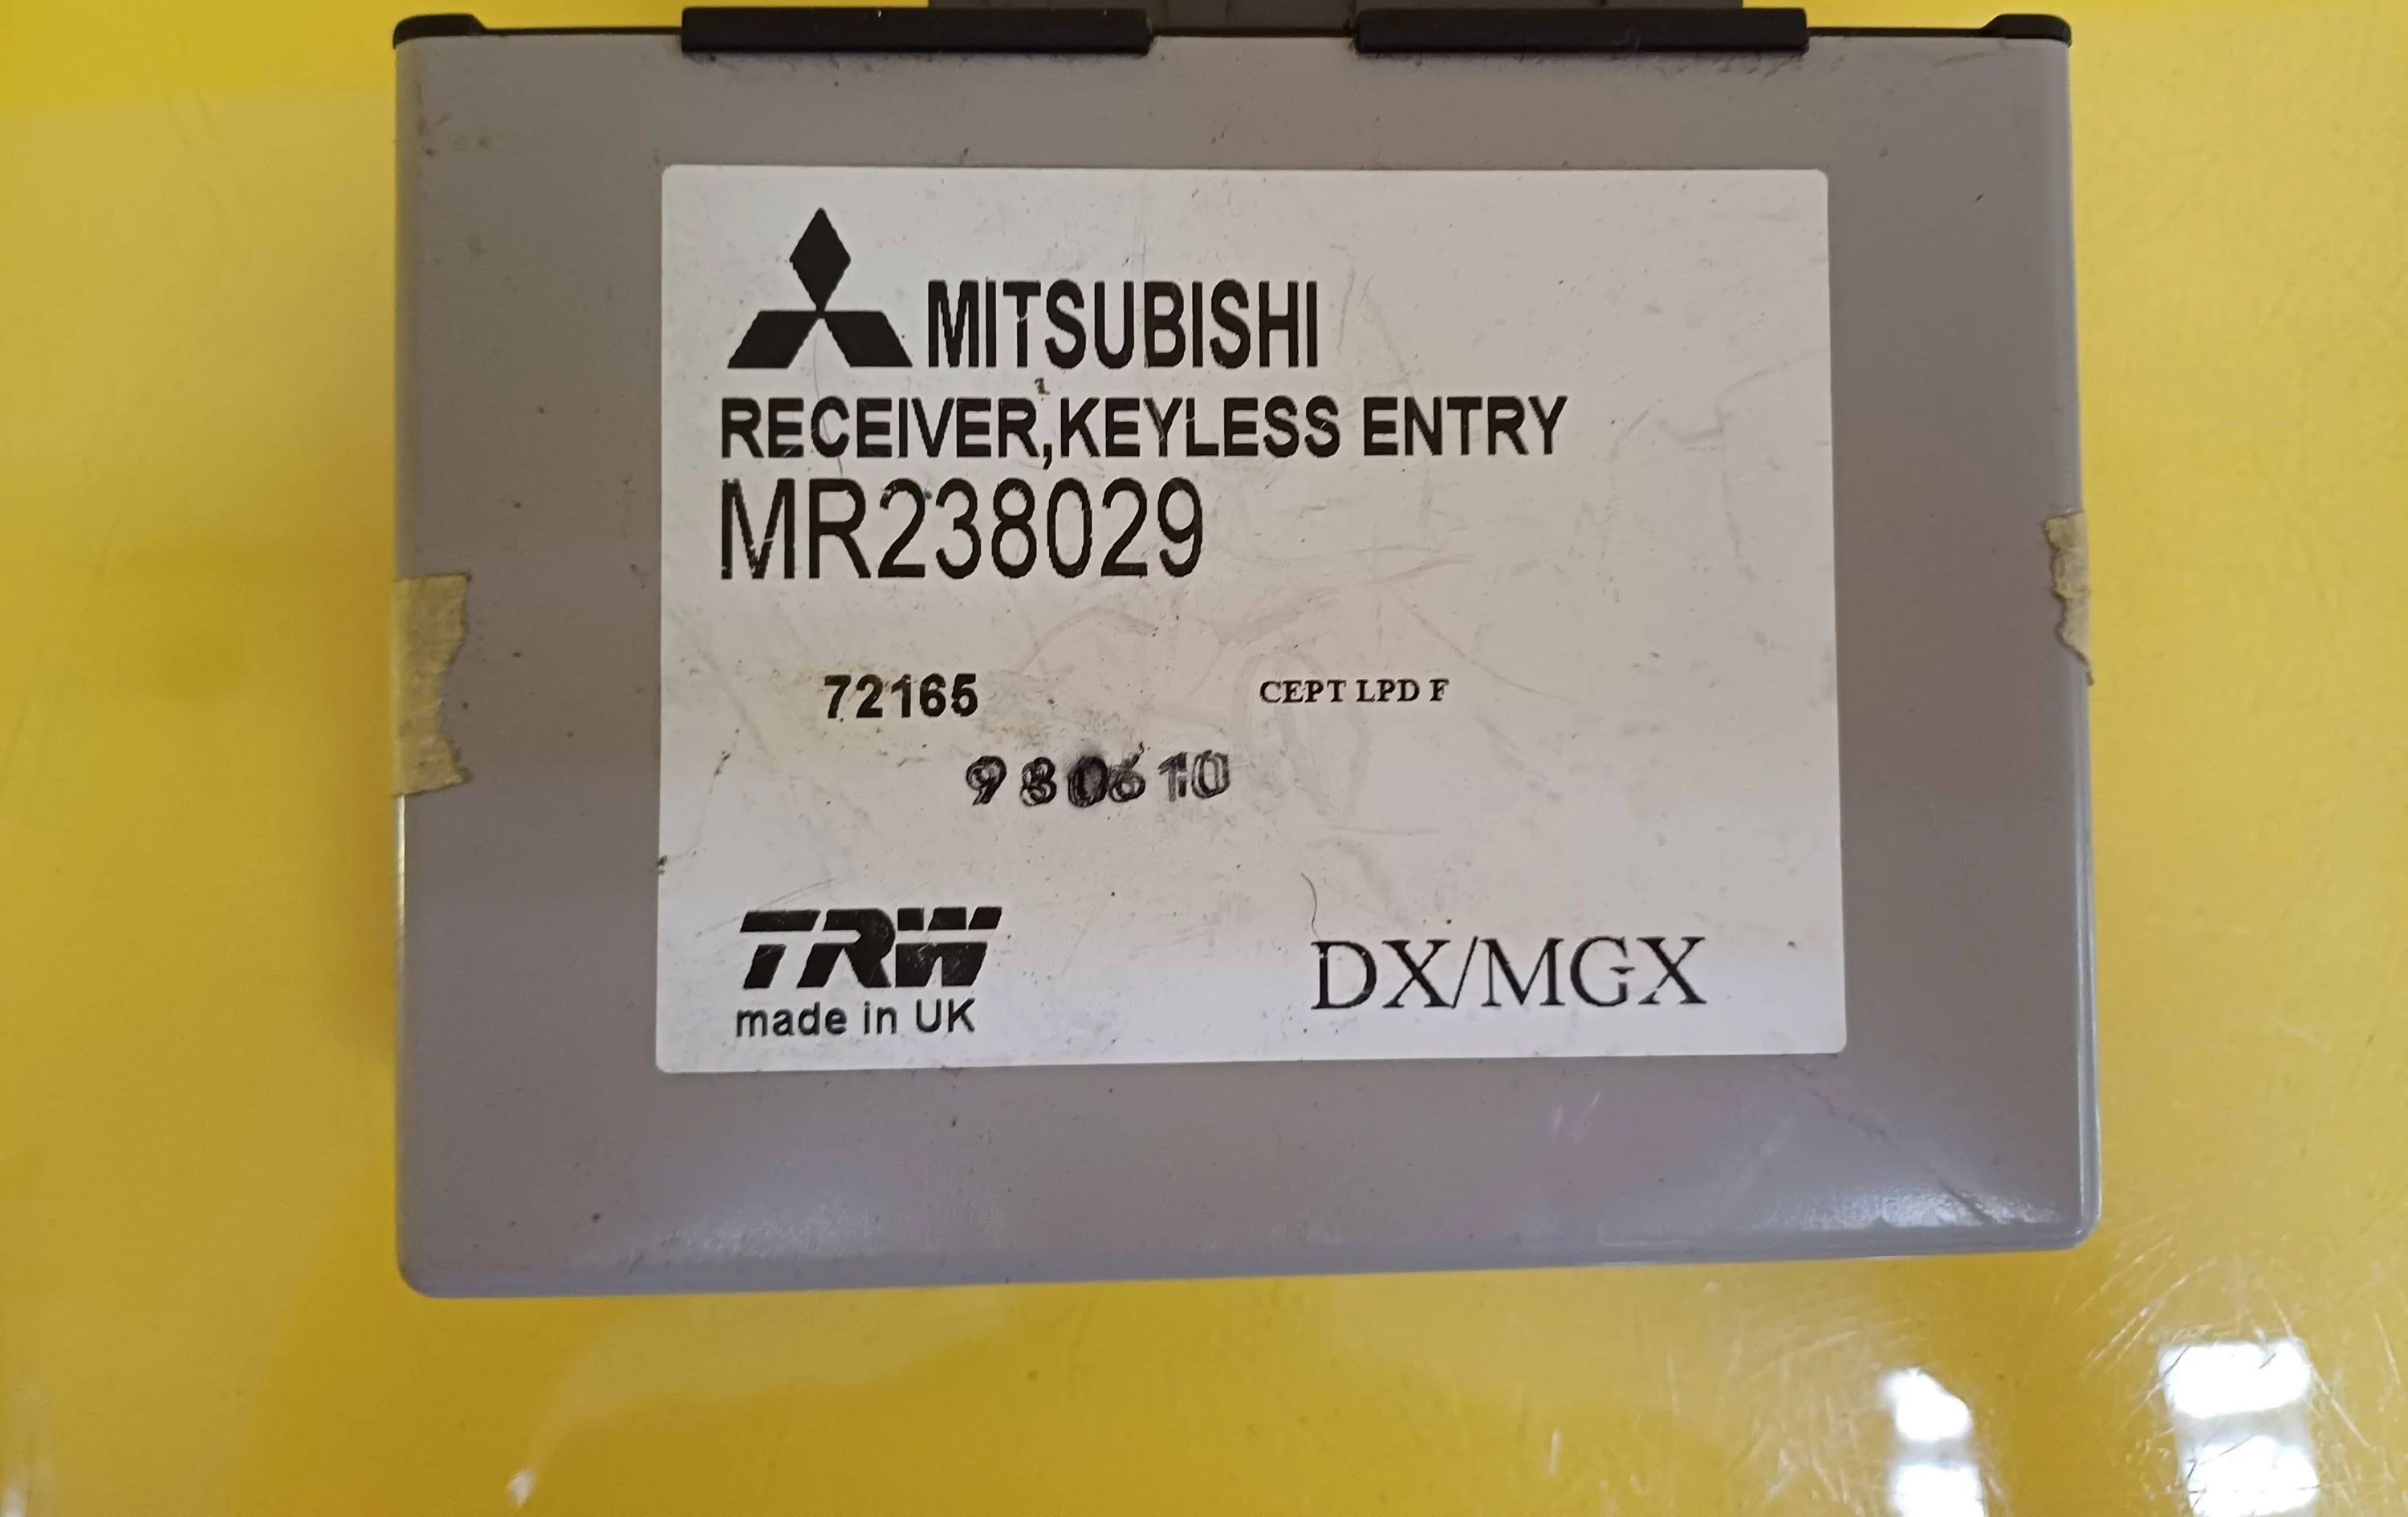 MITSUBISHI
RECEIVER,KEYLESS ENTRY
MR238029
72165
CEPT LPD F
980610
TRW
made in UK
DX/MGX